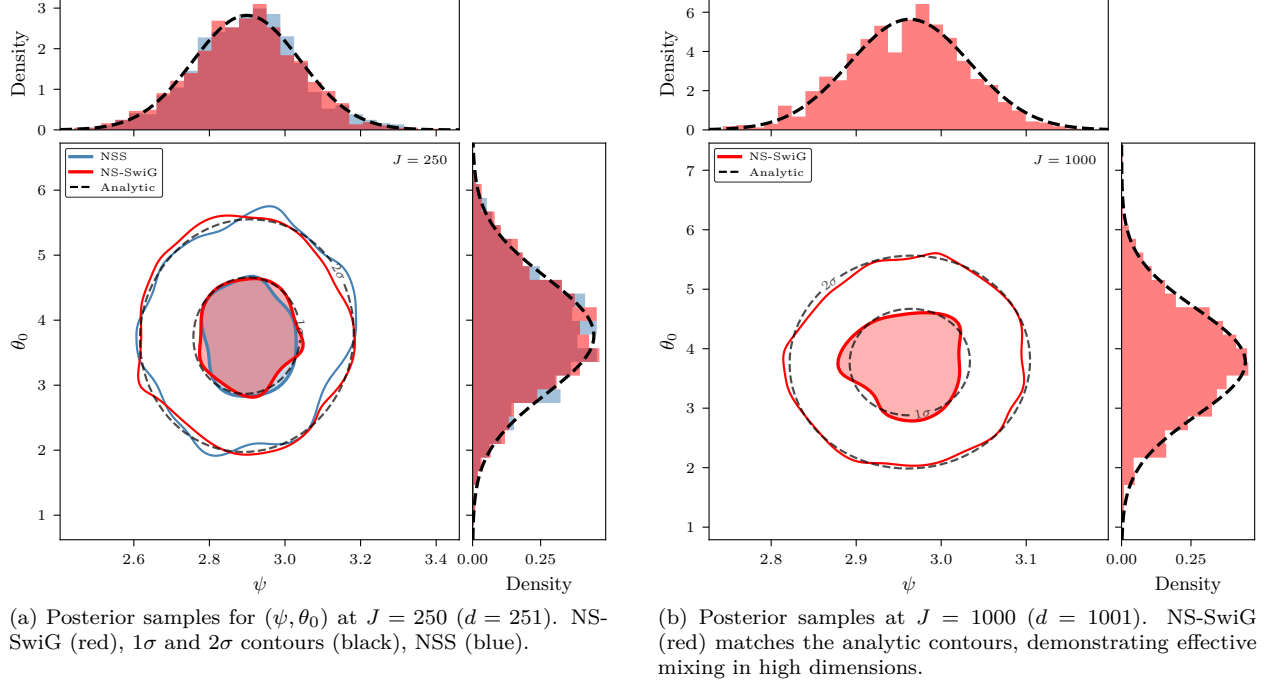 3
2
1
0
Density
NSS
NS-SwiG
Analytic
J = 250
2σ
1σ
6
5
4
3
2
1
θ₀
2.6
2.8
3.0
3.2
3.4
ψ
0.00
0.25
Density
(a) Posterior samples for (ψ, θ₀) at J = 250 (d = 251). NS-
SwiG (red), 1σ and 2σ contours (black), NSS (blue).
6
4
2
0
Density
NS-SwiG
Analytic
J = 1000
2σ
1σ
7
6
5
4
3
2
1
θ₀
2.8
2.9
3.0
3.1
ψ
0.00
0.25
Density
(b) Posterior samples at J = 1000 (d = 1001). NS-SwiG
(red) matches the analytic contours, demonstrating effective
mixing in high dimensions.